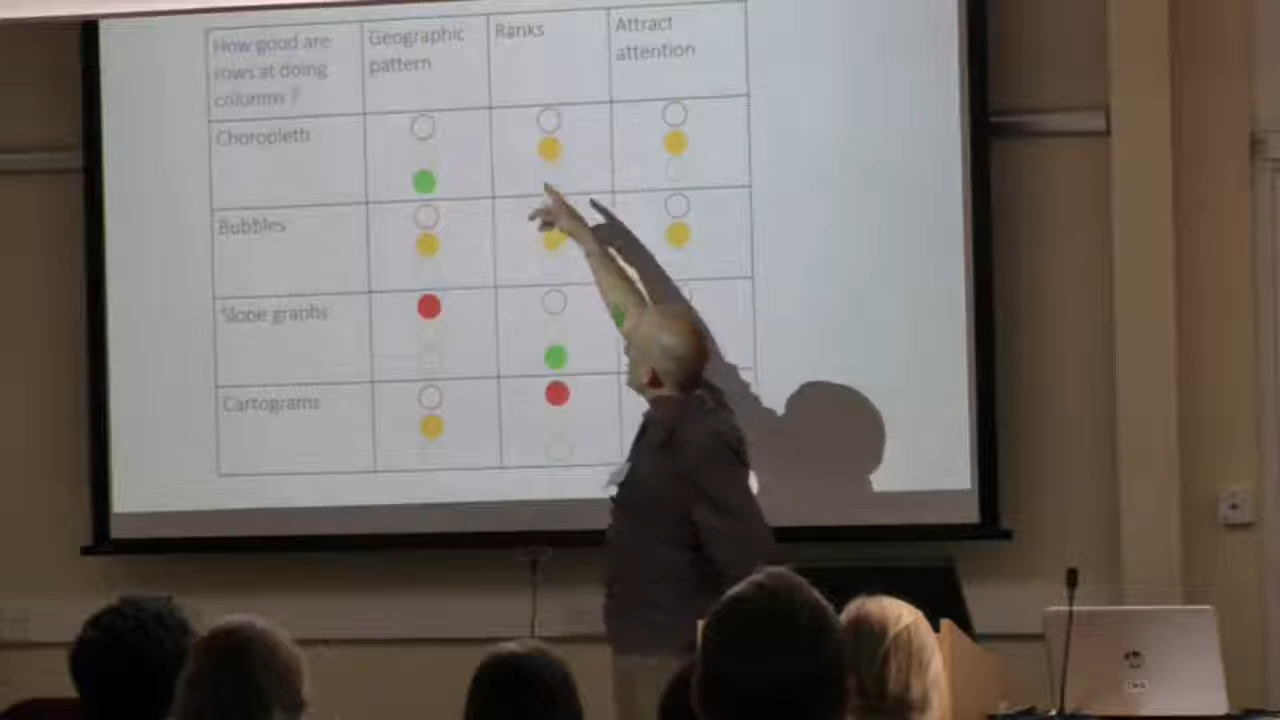 How good are
rows at doing
columns ?
Geographic
pattern
Ranks
Attract
attention
Choropleth
Bubbles
Slope graphs
Cartograms